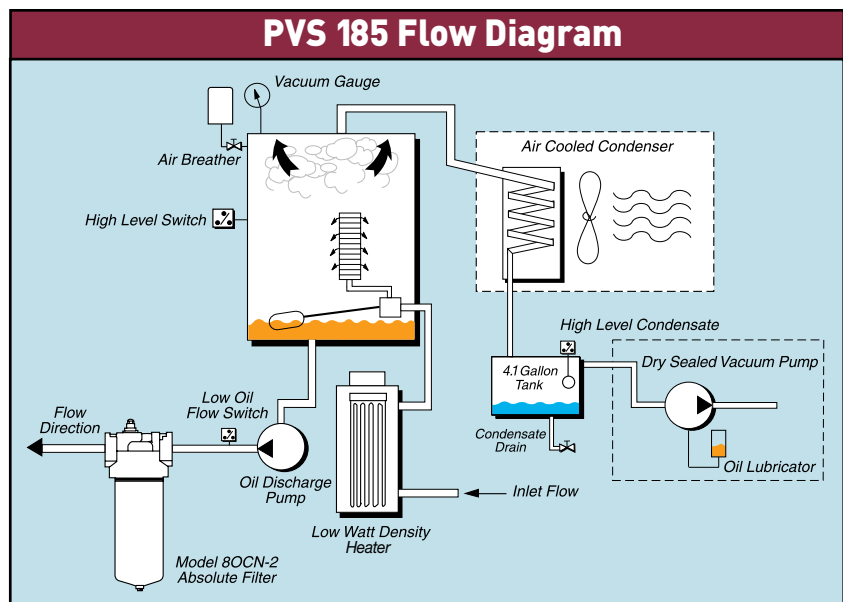 PVS 185 Flow Diagram
Vacuum Gauge
Air Breather
Air Cooled Condenser
High Level Switch
High Level Condensate
Dry Sealed Vacuum Pump
4.1 Gallon
Tank
Low Oil
Flow Switch
Flow
Direction
Condensate
Drain
Oil Lubricator
Oil Discharge
Pump
Inlet Flow
Low Watt Density
Heater
Model 8OCN-2
Absolute Filter